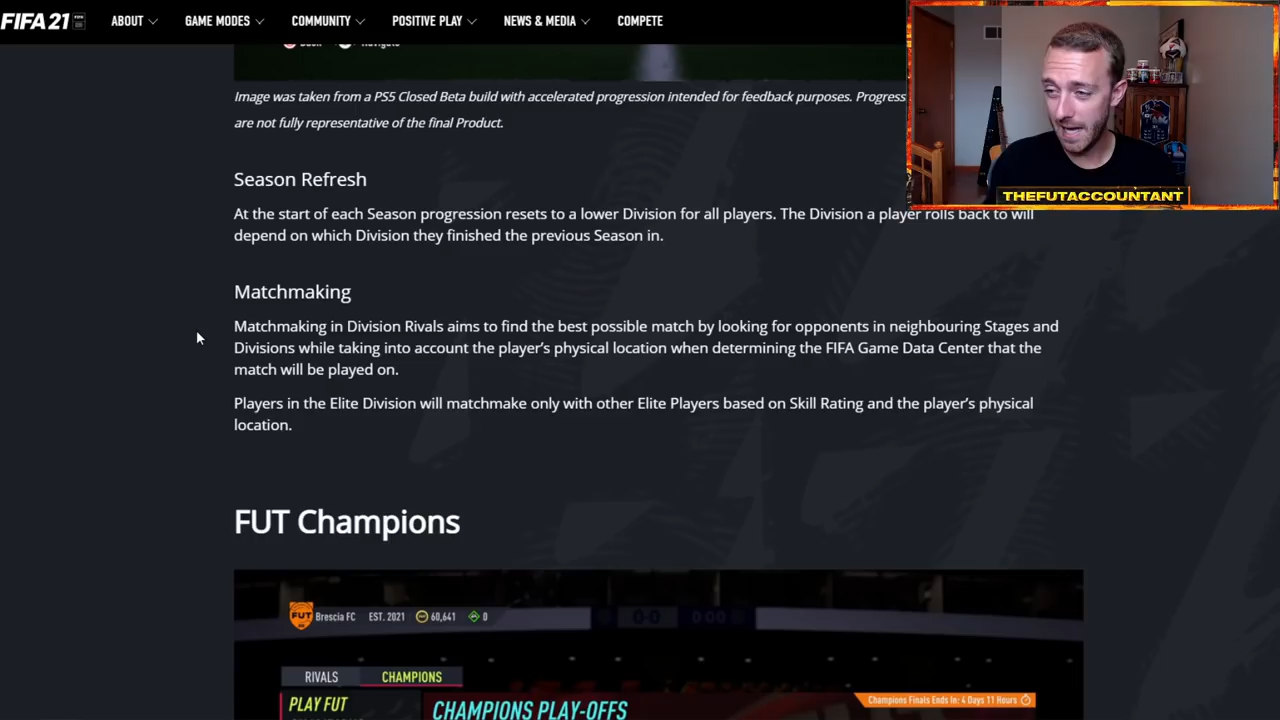 FIFA 21 ABOUT GAME MODES COMMUNITY POSITIVE PLAY NEWS & MEDIA COMPETE
Image was taken from a PS5 Closed Beta build with accelerated progression intended for feedback purposes. Progress
are not fully representative of the final Product.
THEFUTACCOUNTANT
Season Refresh
At the start of each Season progression resets to a lower Division for all players. The Division a player rolls back to will
depend on which Division they finished the previous Season in.
Matchmaking
Matchmaking in Division Rivals aims to find the best possible match by looking for opponents in neighbouring Stages and
Divisions while taking into account the player's physical location when determining the FIFA Game Data Center that the
match will be played on.
Players in the Elite Division will matchmake only with other Elite Players based on Skill Rating and the player's physical
location.
FUT Champions
FUT Brescia FC EST. 2021 60,641 0
RIVALS CHAMPIONS
PLAY FUT
Champions Finals Ends In: 4 Days 11 Hours
CHAMPIONS PLAY-OFFS